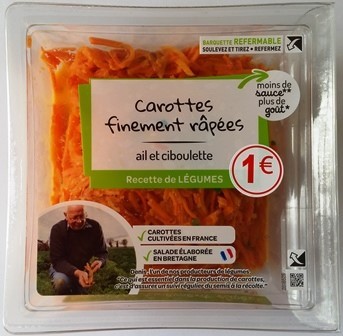 BARQUETTE REFERMABLE
SOULEVEZ ET TIREZ • REFERMEZ
moins de
sauce**
plus de
goût*
Carottes
finement râpées
ail et ciboulette
1€
Recette de LÉGUMES
CAROTTES
CULTIVÉES EN FRANCE
SALADE ÉLABORÉE
EN BRETAGNE
Denis, l'un de nos producteurs de légumes
"Ce qui est essentiel dans la production de carottes,
c'est d'assurer un suivi régulier du semis à la récolte."